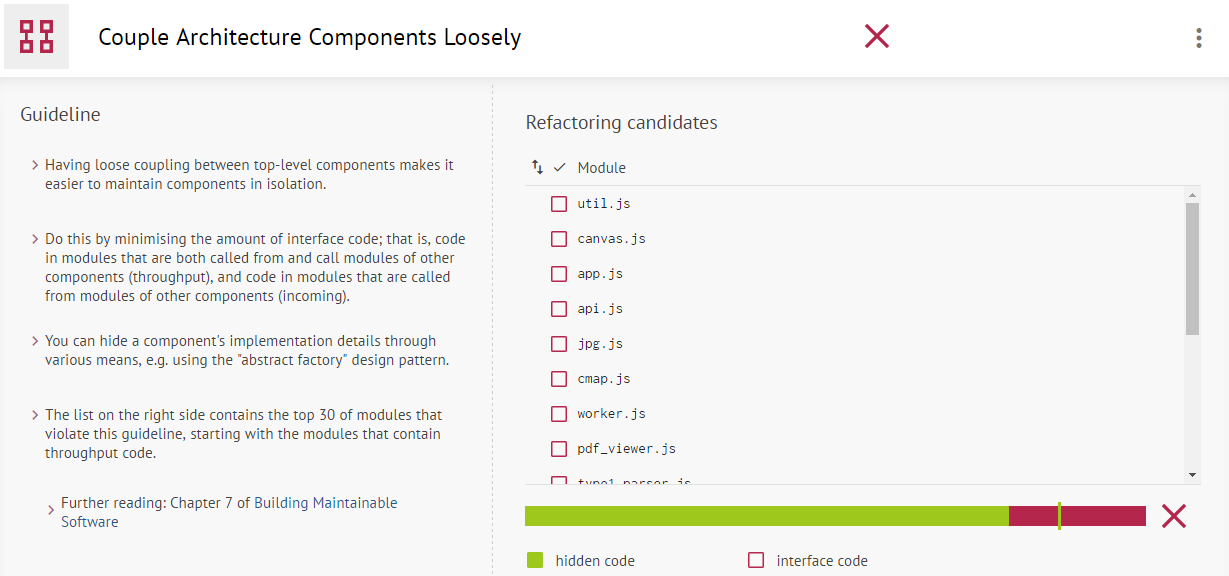 Couple Architecture Components Loosely
Guideline
Having loose coupling between top-level components makes it
easier to maintain components in isolation.
Do this by minimising the amount of interface code; that is, code
in modules that are both called from and call modules of other
components (throughput), and code in modules that are called
from modules of other components (incoming).
You can hide a component's implementation details through
various means, e.g. using the "abstract factory" design pattern.
The list on the right side contains the top 30 of modules that
violate this guideline, starting with the modules that contain
throughput code.
Further reading: Chapter 7 of Building Maintainable
Software
Refactoring candidates
Module
util.js
canvas.js
app.js
api.js
jpg.js
cmap.js
worker.js
pdf_viewer.js
type1_parser.js
hidden code
interface code